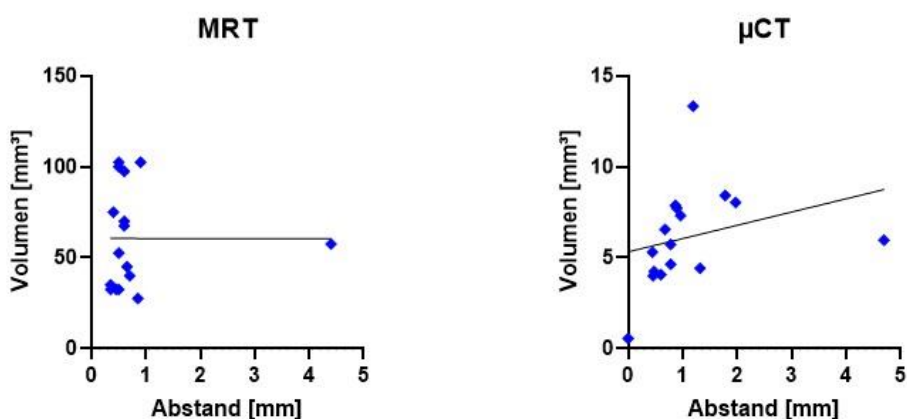 MRT
150
100
50
0
Volumen [mm³]
0 1 2 3 4 5
Abstand [mm]
µCT
15
10
5
0
Volumen [mm³]
0 1 2 3 4 5
Abstand [mm]